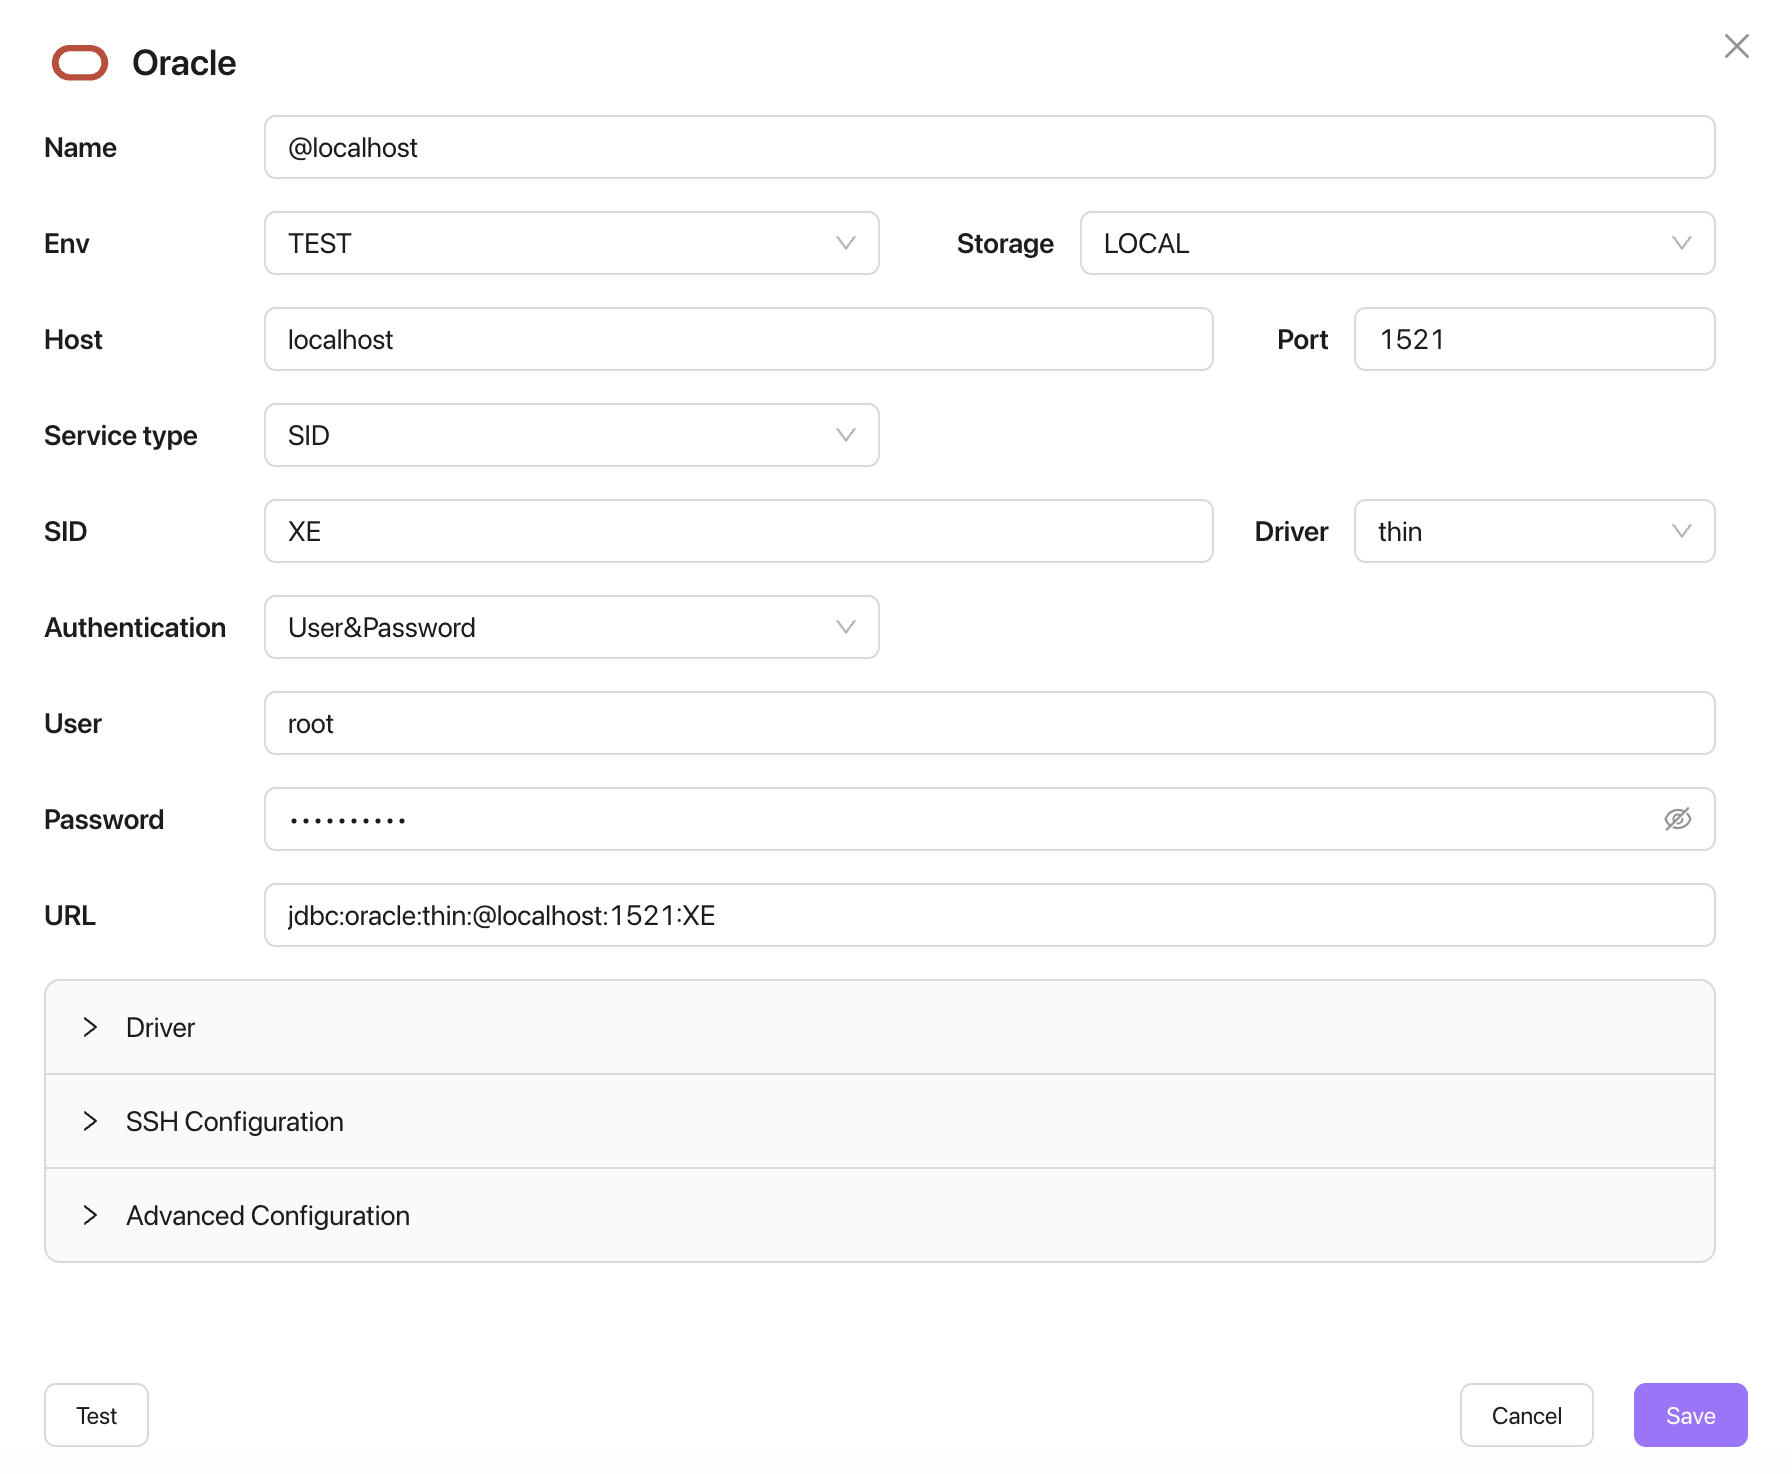 Oracle
Name @localhost
Env TEST Storage LOCAL
Host localhost Port 1521
Service type SID
SID XE Driver thin
Authentication User&Password
User root
Password ••••••••••
URL jdbc:oracle:thin:@localhost:1521:XE
Driver
SSH Configuration
Advanced Configuration
Test Cancel Save